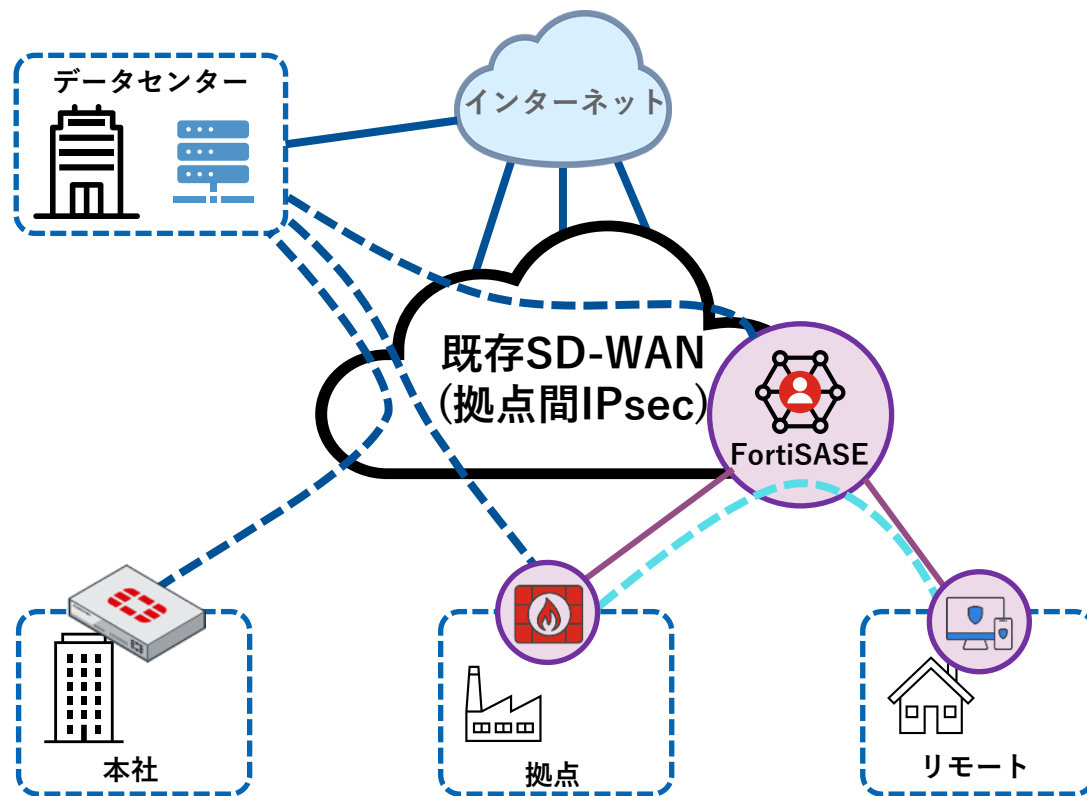 データセンター
インターネット
既存SD-WAN
(拠点間IPsec)
FortiSASE
本社
拠点
リモート